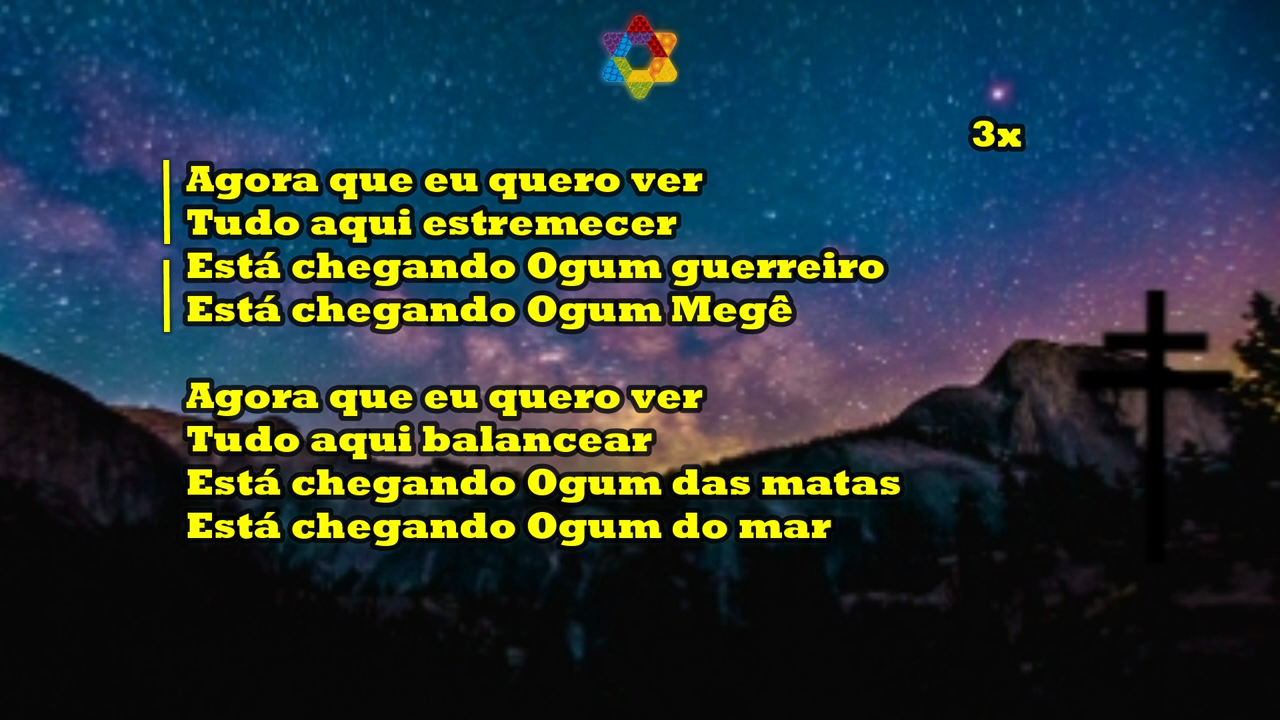 3x
Agora que eu quero ver
Tudo aqui estremecer
Está chegando Ogum guerreiro
Está chegando Ogum Megê
Agora que eu quero ver
Tudo aqui balancear
Está chegando Ogum das matas
Está chegando Ogum do mar